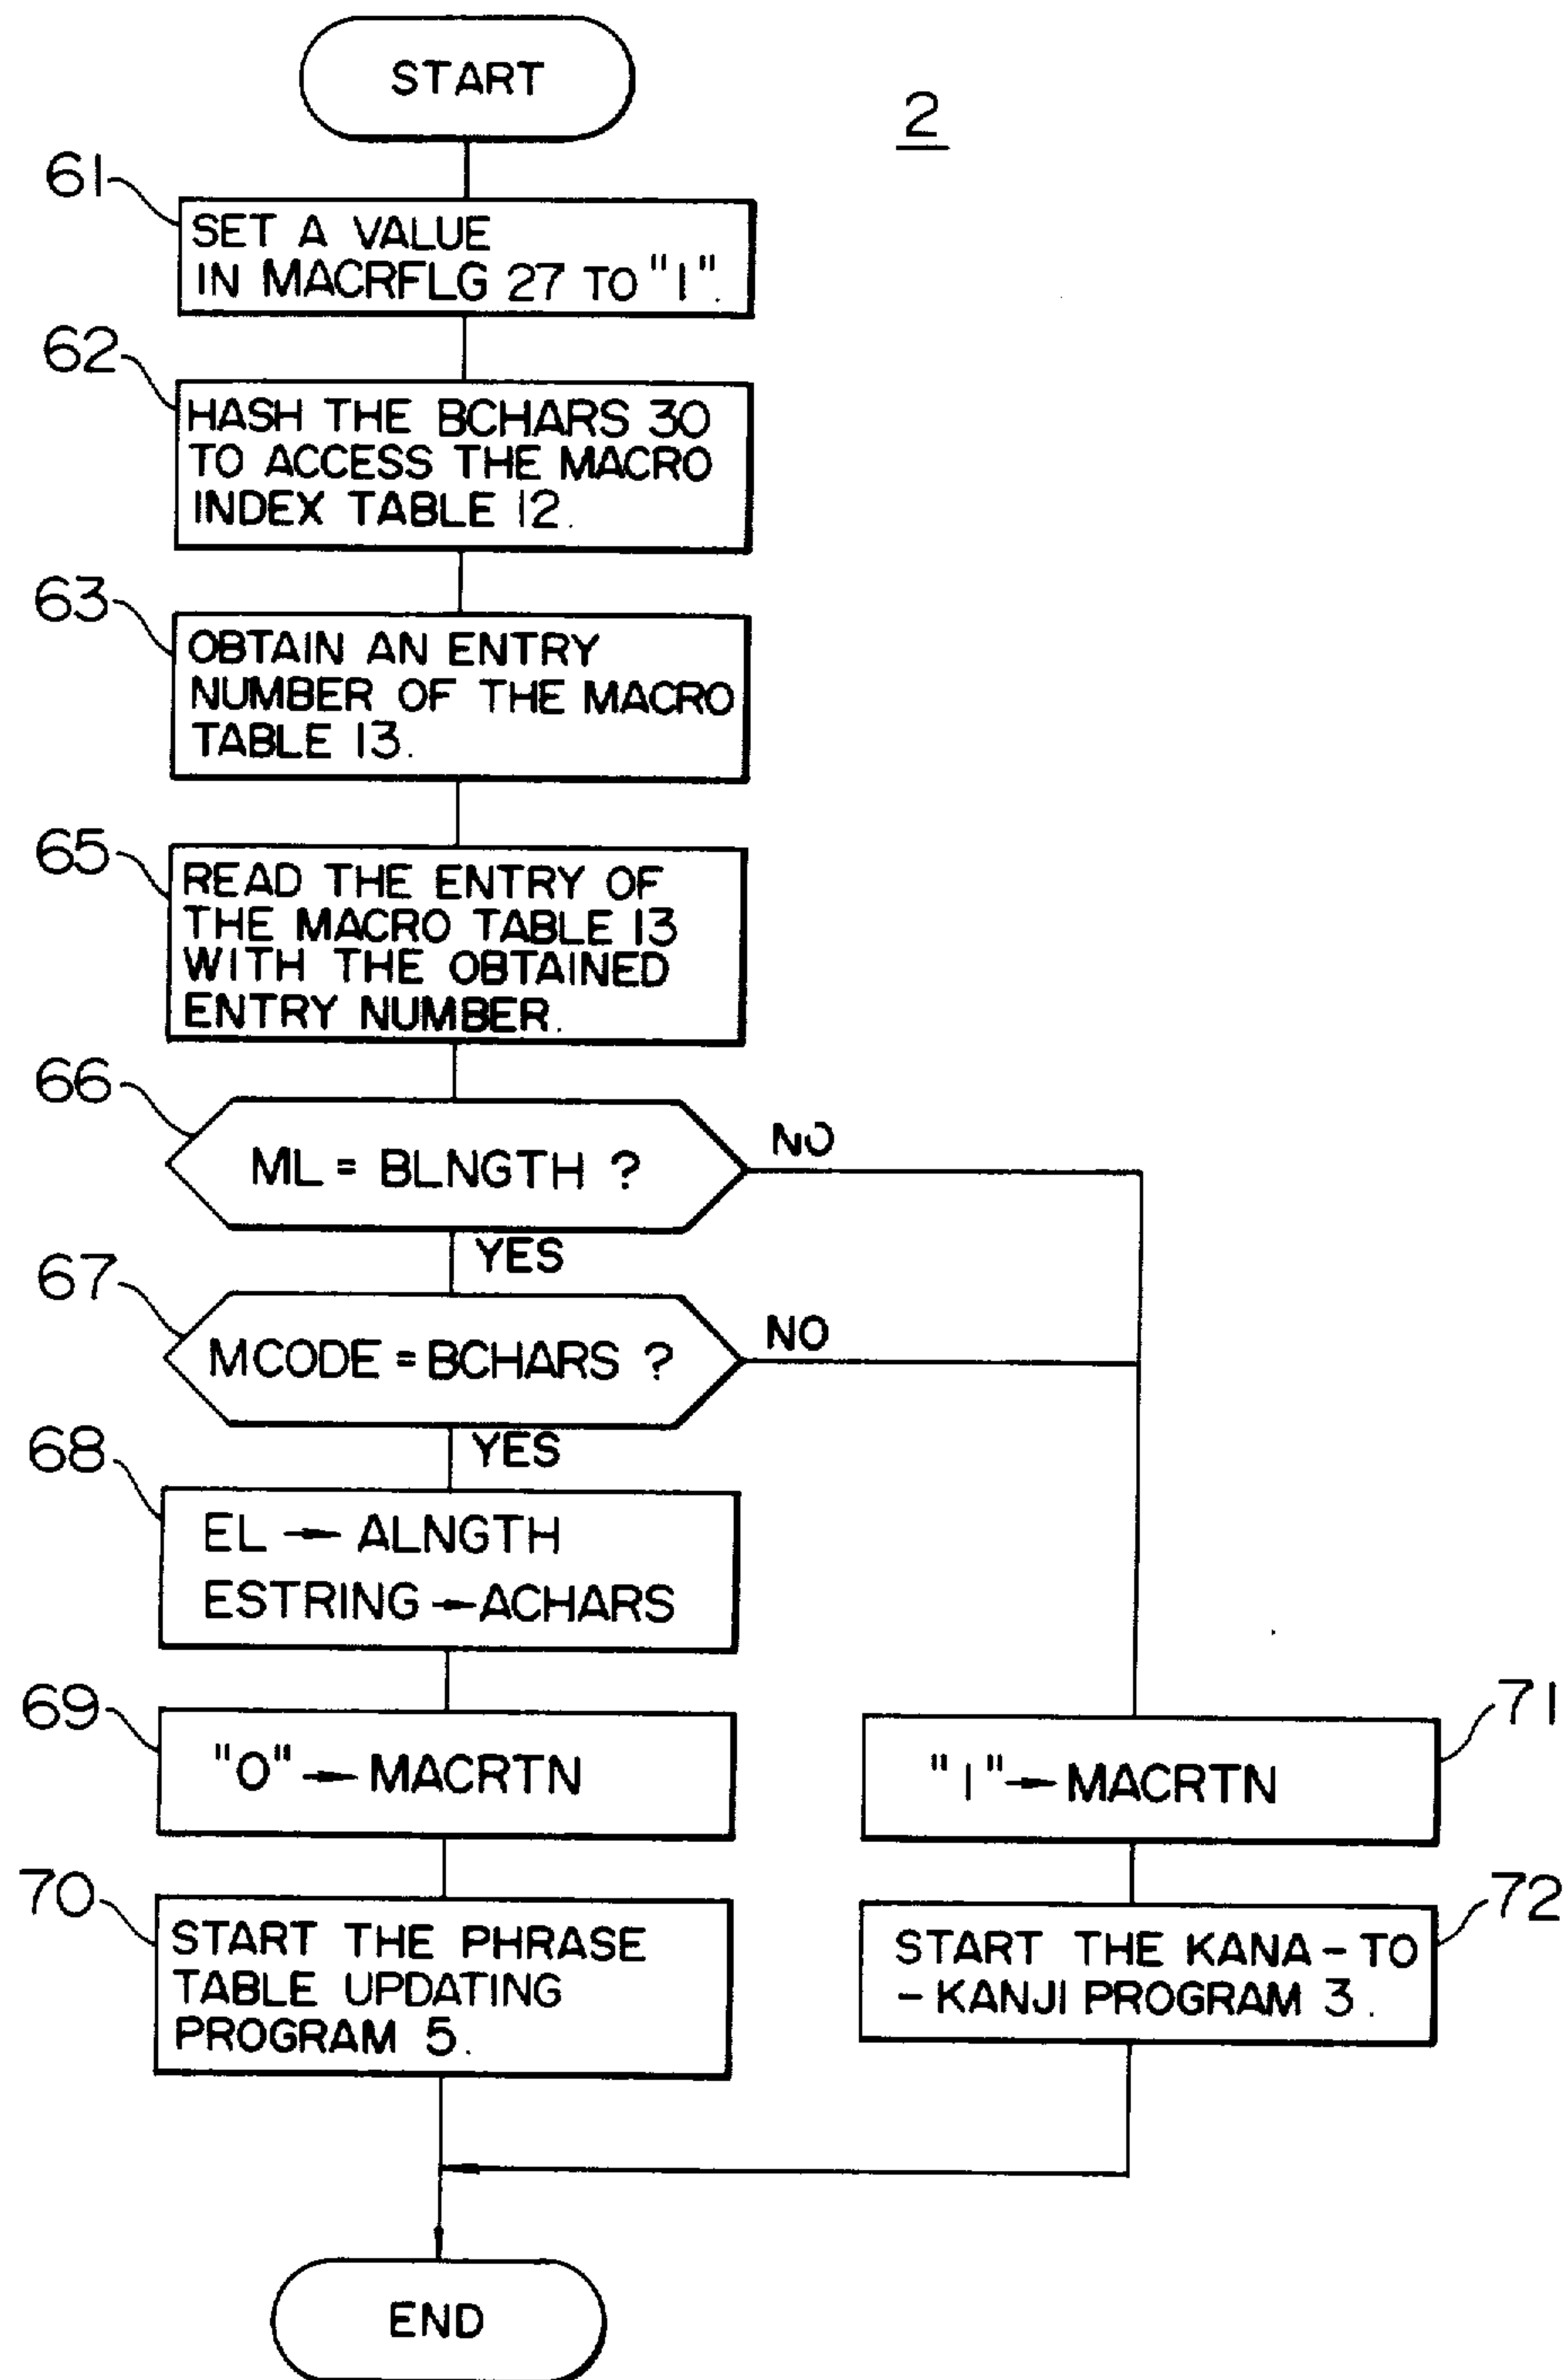 START
2
61
SET A VALUE
IN MACRFLG 27 TO "1".
62
HASH THE BCHARS 30
TO ACCESS THE MACRO
INDEX TABLE 12.
63
OBTAIN AN ENTRY
NUMBER OF THE MACRO
TABLE 13.
65
READ THE ENTRY OF
THE MACRO TABLE 13
WITH THE OBTAINED
ENTRY NUMBER.
66
ML = BLNGTH ?
NO
YES
67
MCODE = BCHARS ?
NO
YES
68
EL → ALNGTH
ESTRING → ACHARS
69
"0" → MACRTN
71
"1" → MACRTN
70
START THE PHRASE
TABLE UPDATING
PROGRAM 5.
72
START THE KANA - TO
- KANJI PROGRAM 3.
END